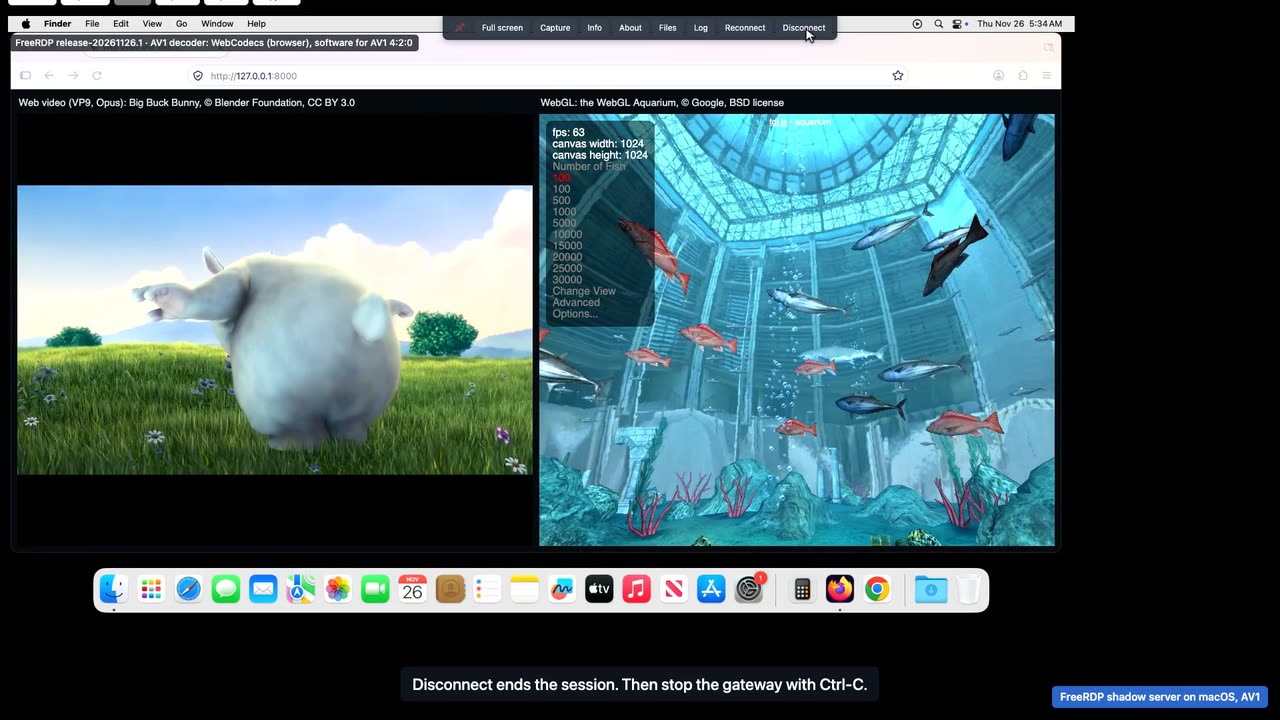 Finder File Edit View Go Window Help
Full screen Capture Info About Files Log Reconnect Disconnect
Thu Nov 26 5:34 AM
FreeRDP release-20261126.1 · AV1 decoder: WebCodecs (browser), software for AV1 4:2:0
http://127.0.0.1:8000
Web video (VP9, Opus): Big Buck Bunny, © Blender Foundation, CC BY 3.0
WebGL: the WebGL Aquarium, © Google, BSD license
aquarium
fps: 63
canvas width: 1024
canvas height: 1024
Number of Fish
100
500
1000
5000
10000
15000
20000
25000
30000
Change View
Advanced
Options...
NOV
26
tv
1
Disconnect ends the session. Then stop the gateway with Ctrl-C.
FreeRDP shadow server on macOS, AV1